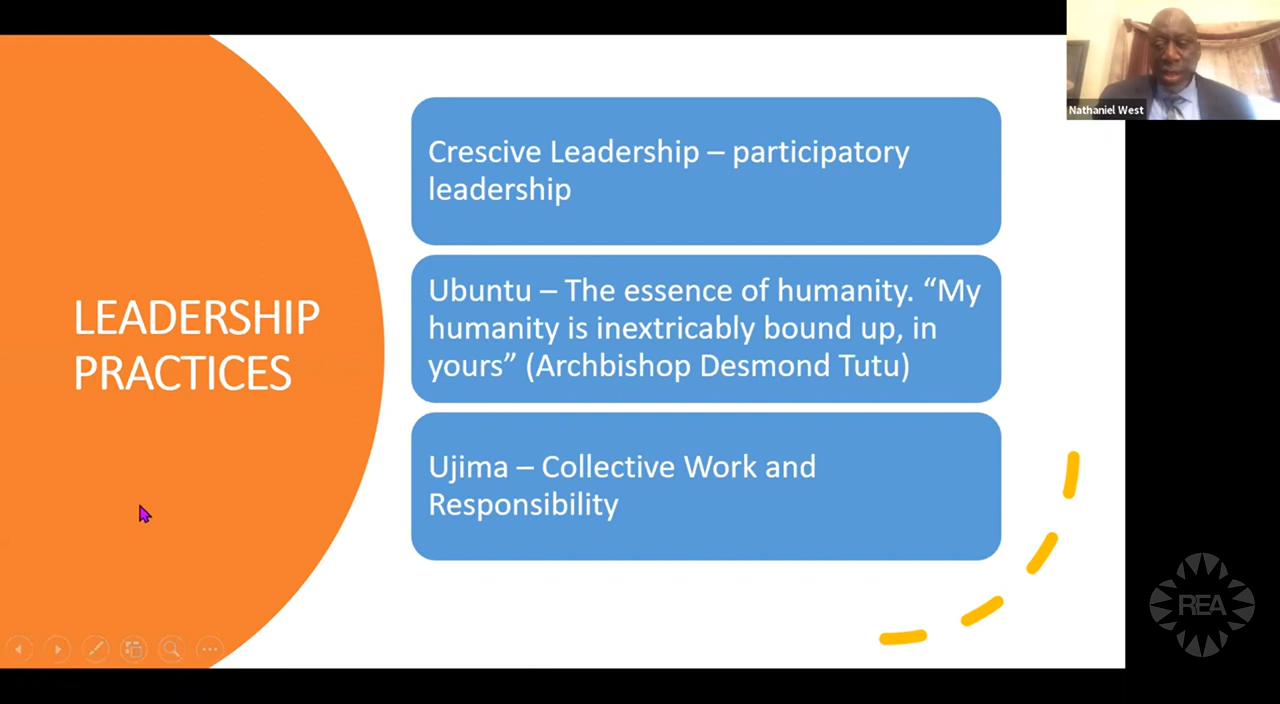 Nathaniel West
LEADERSHIP
PRACTICES
Crescive Leadership – participatory
leadership
Ubuntu – The essence of humanity. “My
humanity is inextricably bound up, in
yours” (Archbishop Desmond Tutu)
Ujima – Collective Work and
Responsibility
REA